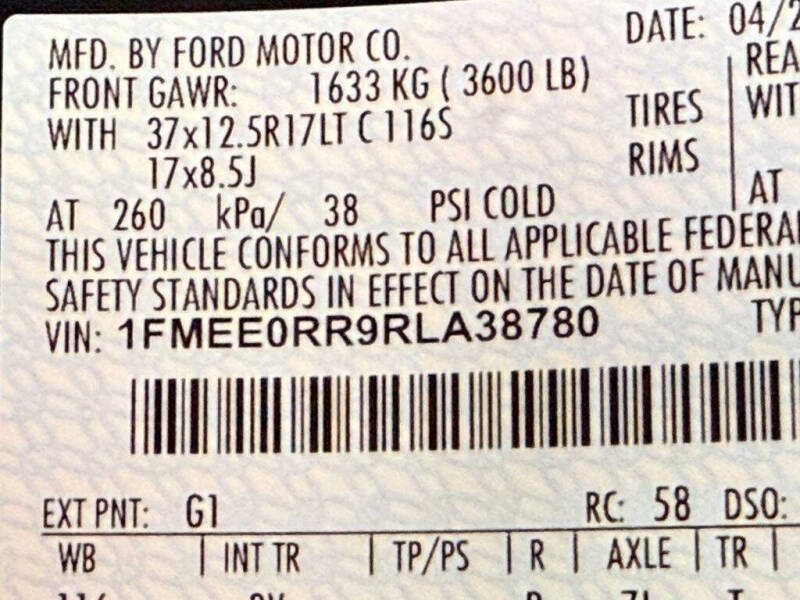 MFD. BY FORD MOTOR CO. DATE: 04/2
FRONT GAWR: 1633 KG ( 3600 LB) REA
WITH 37x12.5R17LT C 116S TIRES WIT
17x8.5J RIMS
AT 260 kPa/ 38 PSI COLD AT
THIS VEHICLE CONFORMS TO ALL APPLICABLE FEDERA
SAFETY STANDARDS IN EFFECT ON THE DATE OF MANU
VIN: 1FMEE0RR9RLA38780 TYP
EXT PNT: G1 RC: 58 DSO:
WB INT TR TP/PS R AXLE TR